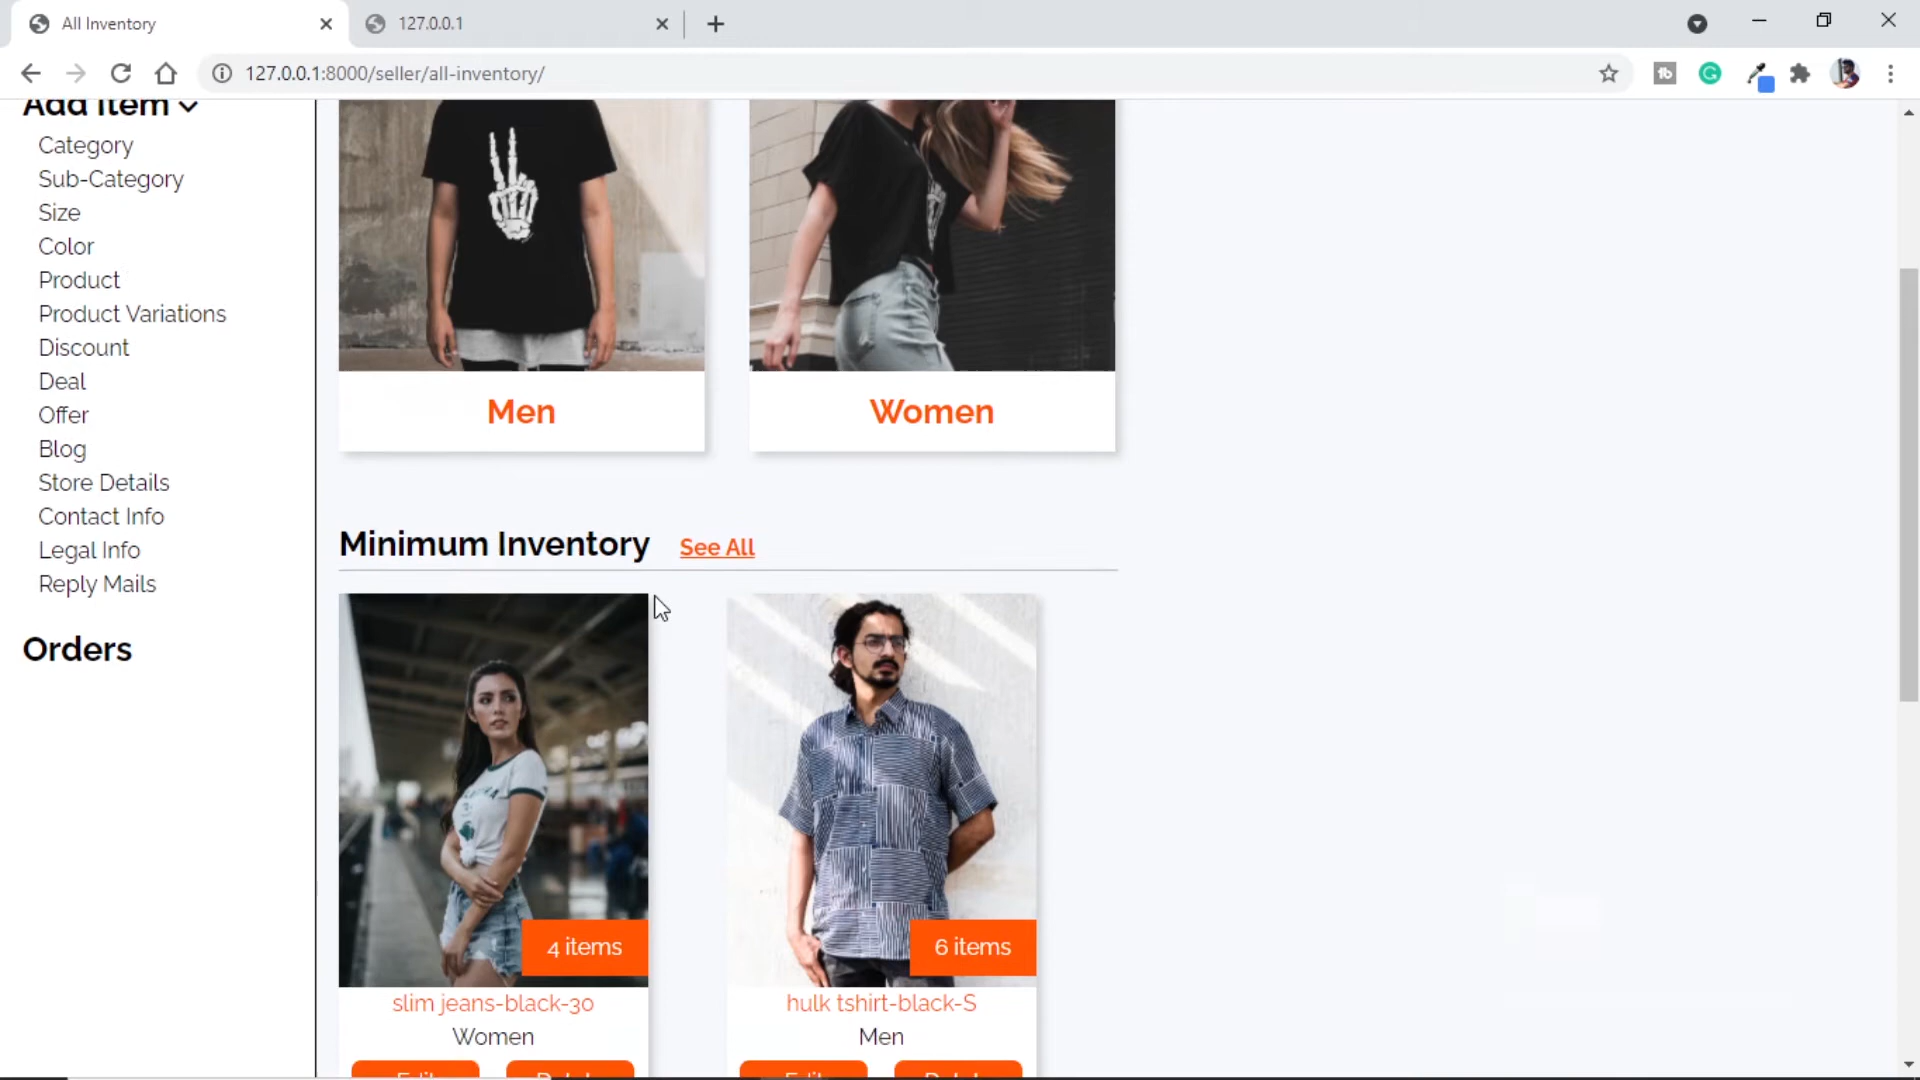 All Inventory
127.0.0.1
127.0.0.1:8000/seller/all-inventory/
Add Item
Category
Sub-Category
Size
Color
Product
Product Variations
Discount
Deal
Offer
Blog
Store Details
Contact Info
Legal Info
Reply Mails
Orders
Men
Women
Minimum Inventory See All
4 items
6 items
slim jeans-black-30
hulk tshirt-black-S
Women
Men